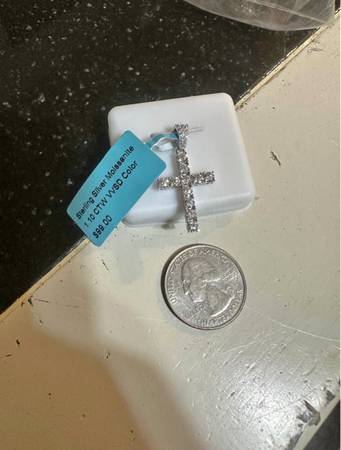 Sterling Silver Moissanite
1.10 CTW VVSD Color
$99.00